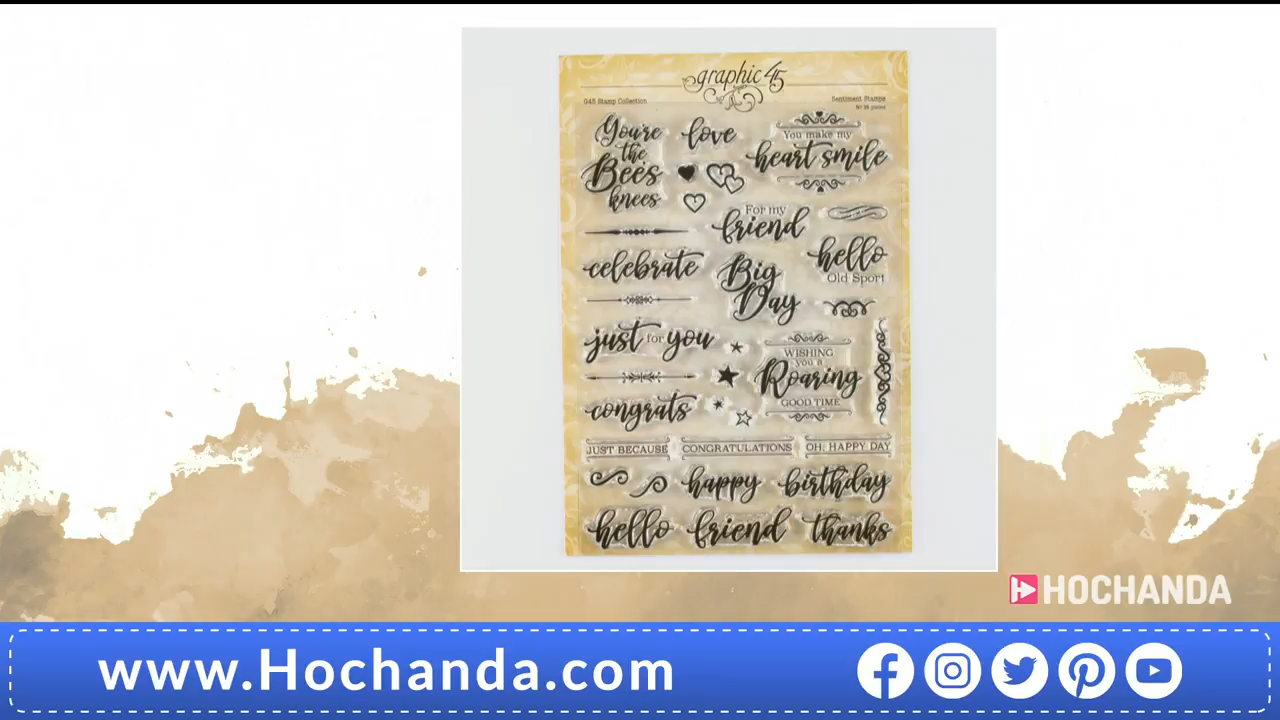 graphic 45
G45 Stamp Collection
Sentiment Stamps
You're
the
Bees
knees
love
You make my
heart smile
For my
friend
celebrate
Big
Day
hello
Old Sport
just for you
WISHING
you a
Roaring
GOOD TIME
congrats
JUST BECAUSE
CONGRATULATIONS
OH, HAPPY DAY
happy birthday
hello friend thanks
HOCHANDA
www.Hochanda.com